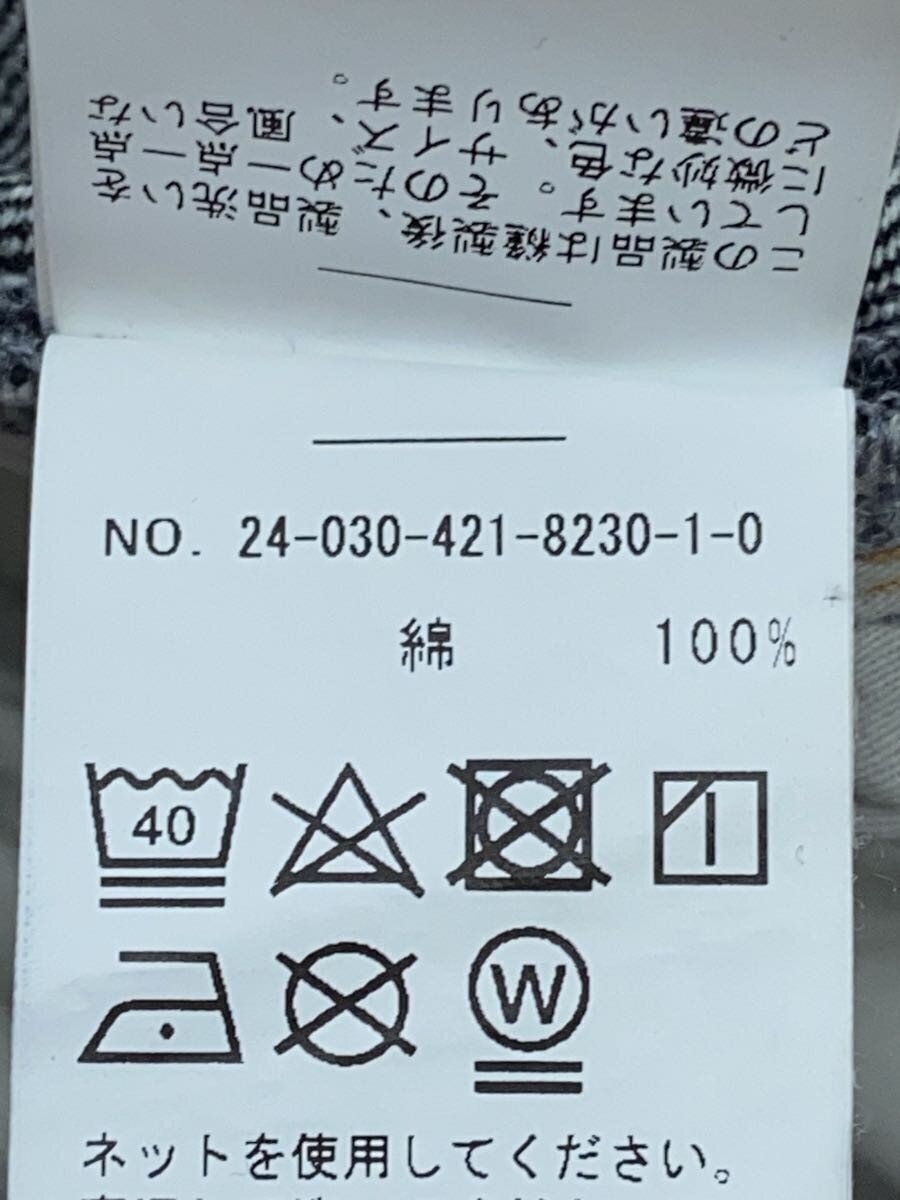 この製品は縫製後、製品洗いを
しています。そのため一点一点
に微妙な色、サイズ、風合いな
どの違いがあります。
NO. 24-030-421-8230-1-0
綿 100%
40
W
ネットを使用してください。